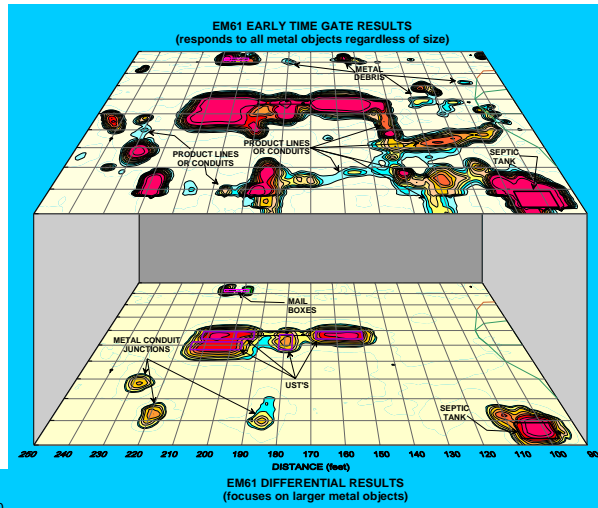 EM61 EARLY TIME GATE RESULTS
(responds to all metal objects regardless of size)
METAL
DEBRIS
PRODUCT LINES
OR CONDUITS
PRODUCT LINES
OR CONDUITS
SEPTIC
TANK
MAIL
BOXES
METAL CONDUIT
JUNCTIONS
UST'S
SEPTIC
TANK
260 250 240 230 220 210 200 190 180 170 160 150 140 130 120 110 100 90
DISTANCE (feet)
EM61 DIFFERENTIAL RESULTS
(focuses on larger metal objects)